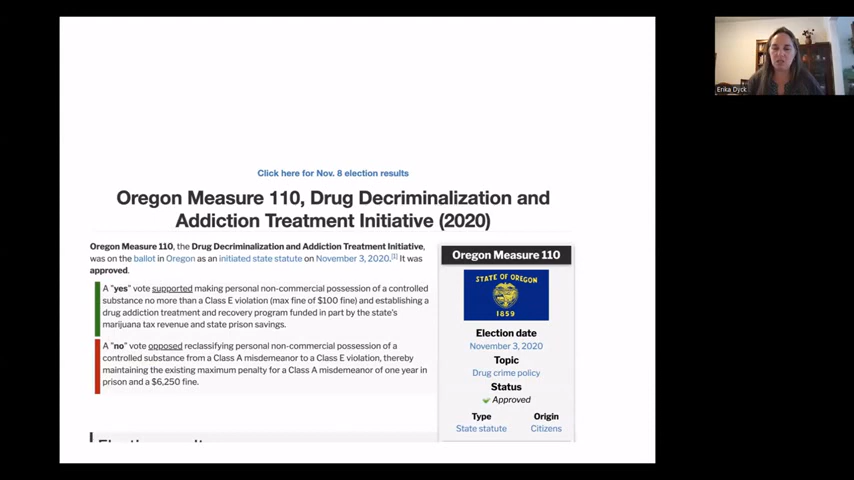 Click here for Nov. 8 election results
Oregon Measure 110, Drug Decriminalization and
Addiction Treatment Initiative (2020)
Oregon Measure 110, the Drug Decriminalization and Addiction Treatment Initiative,
was on the ballot in Oregon as an initiated state statute on November 3, 2020.[1] It was
approved.
A "yes" vote supported making personal non-commercial possession of a controlled
substance no more than a Class E violation (max fine of $100 fine) and establishing a
drug addiction treatment and recovery program funded in part by the state's
marijuana tax revenue and state prison savings.
A "no" vote opposed reclassifying personal non-commercial possession of a
controlled substance from a Class A misdemeanor to a Class E violation, thereby
maintaining the existing maximum penalty for a Class A misdemeanor of one year in
prison and a $6,250 fine.
Oregon Measure 110
STATE OF OREGON
1859
Election date
November 3, 2020
Topic
Drug crime policy
Status
Approved
Type Origin
State statute Citizens
Erika Dyck